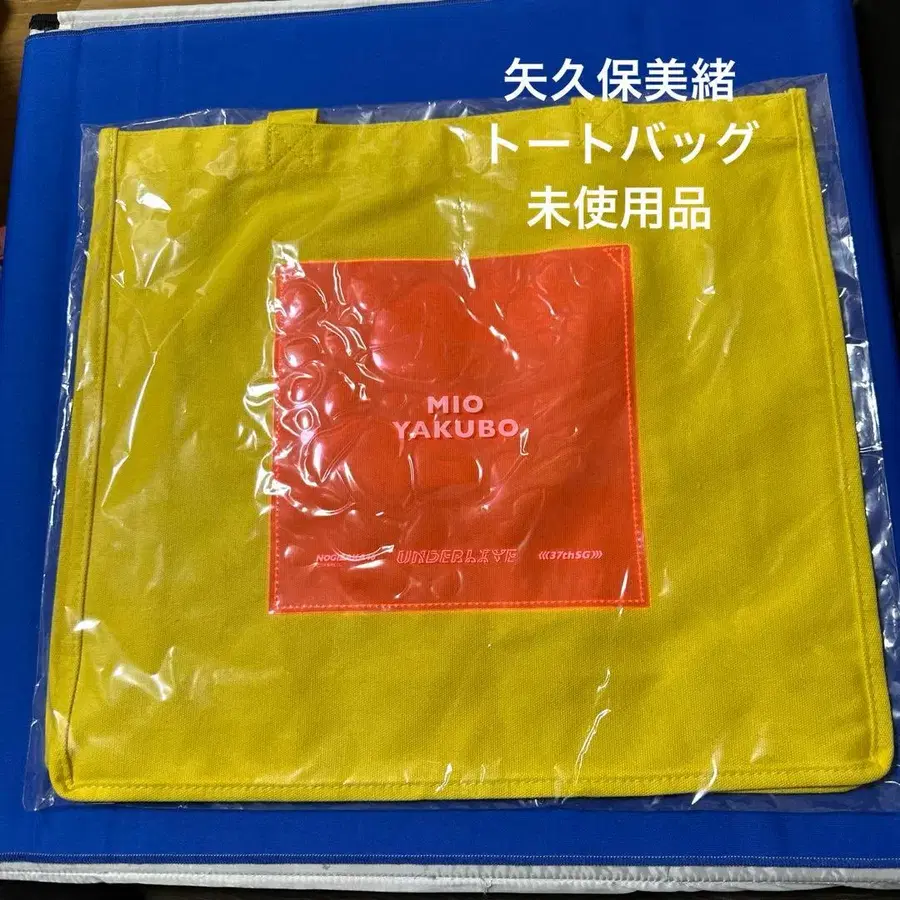 矢久保美緒
トートバッグ
未使用品
MIO
YAKUBO
UNDERLIVE
(((37thSG)))